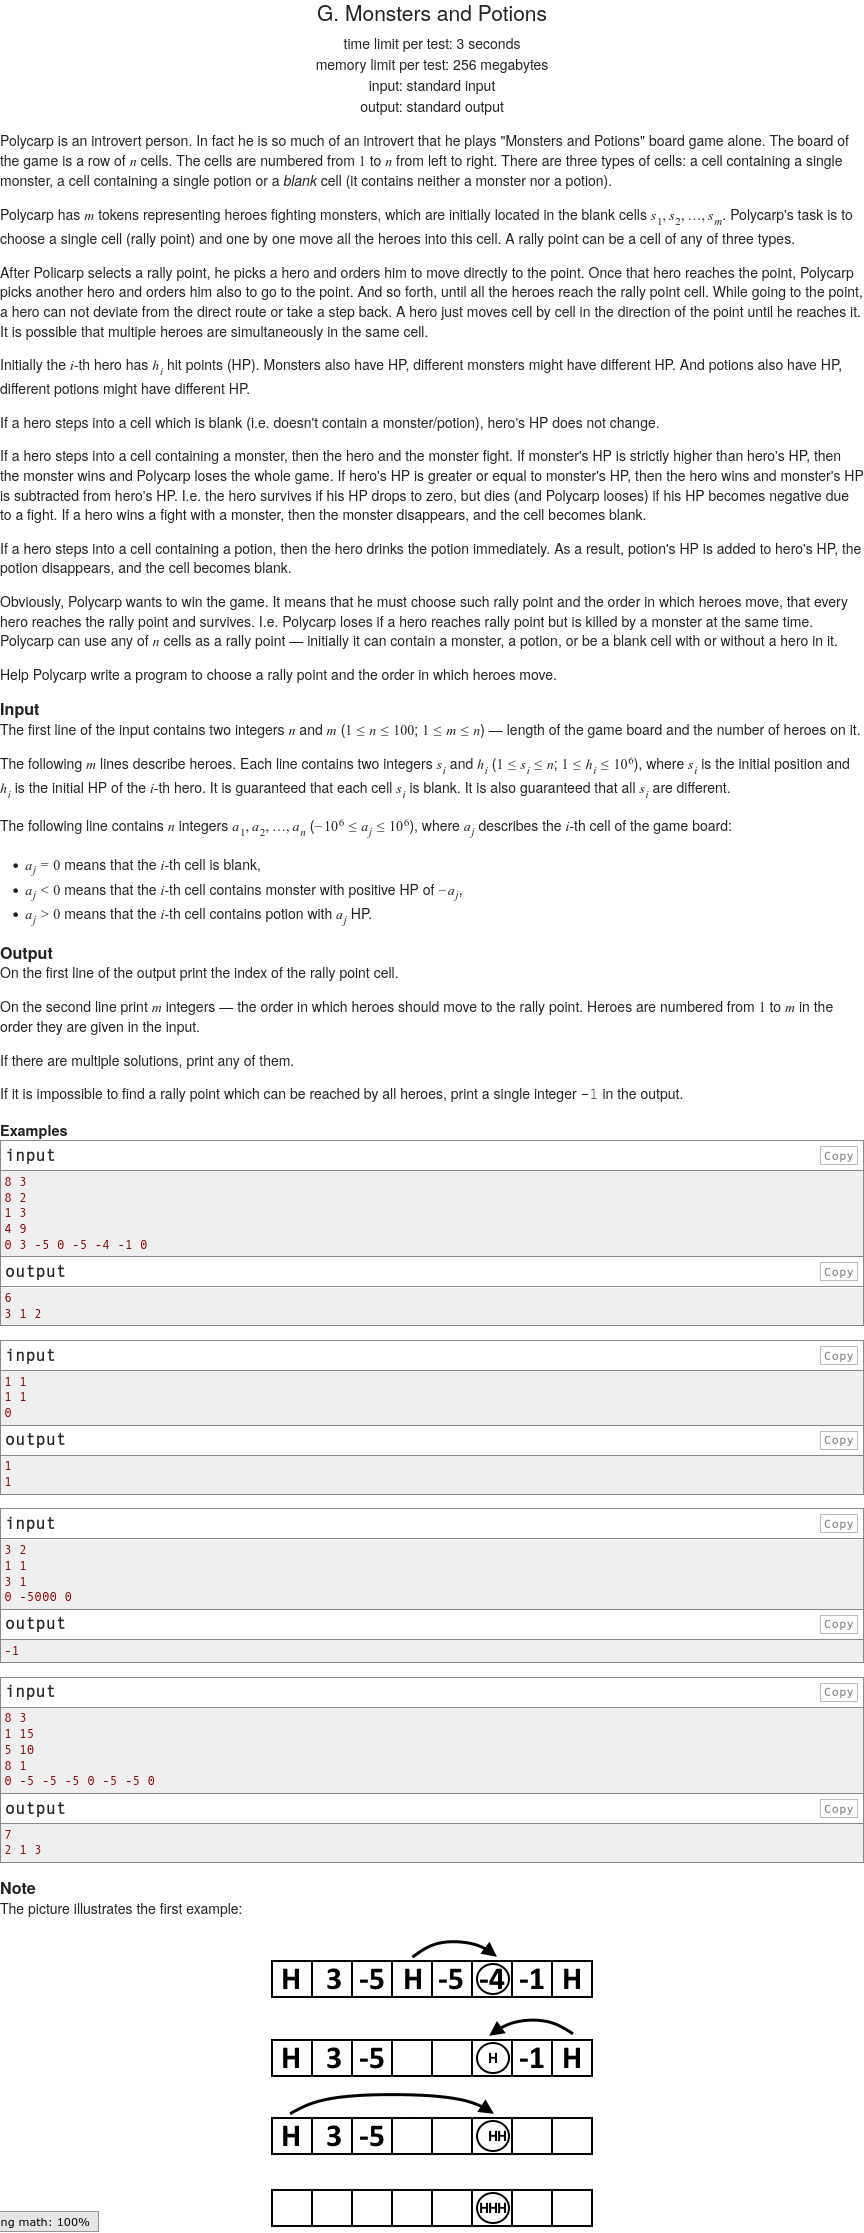 G. Monsters and Potions
time limit per test: 3 seconds
memory limit per test: 256 megabytes
input: standard input
output: standard output
Polycarp is an introvert person. In fact he is so much of an introvert that he plays "Monsters and Potions" board game alone. The board of
the game is a row of n cells. The cells are numbered from 1 to n from left to right. There are three types of cells: a cell containing a single
monster, a cell containing a single potion or a blank cell (it contains neither a monster nor a potion).
Polycarp has m tokens representing heroes fighting monsters, which are initially located in the blank cells s1, s2, ..., sm. Polycarp's task is to
choose a single cell (rally point) and one by one move all the heroes into this cell. A rally point can be a cell of any of three types.
After Policarp selects a rally point, he picks a hero and orders him to move directly to the point. Once that hero reaches the point, Polycarp
picks another hero and orders him also to go to the point. And so forth, until all the heroes reach the rally point cell. While going to the point,
a hero can not deviate from the direct route or take a step back. A hero just moves cell by cell in the direction of the point until he reaches it.
It is possible that multiple heroes are simultaneously in the same cell.
Initially the i-th hero has hi hit points (HP). Monsters also have HP, different monsters might have different HP. And potions also have HP,
different potions might have different HP.
If a hero steps into a cell which is blank (i.e. doesn't contain a monster/potion), hero's HP does not change.
If a hero steps into a cell containing a monster, then the hero and the monster fight. If monster's HP is strictly higher than hero's HP, then
the monster wins and Polycarp loses the whole game. If hero's HP is greater or equal to monster's HP, then the hero wins and monster's HP
is subtracted from hero's HP. I.e. the hero survives if his HP drops to zero, but dies (and Polycarp looses) if his HP becomes negative due
to a fight. If a hero wins a fight with a monster, then the monster disappears, and the cell becomes blank.
If a hero steps into a cell containing a potion, then the hero drinks the potion immediately. As a result, potion's HP is added to hero's HP, the
potion disappears, and the cell becomes blank.
Obviously, Polycarp wants to win the game. It means that he must choose such rally point and the order in which heroes move, that every
hero reaches the rally point and survives. I.e. Polycarp loses if a hero reaches rally point but is killed by a monster at the same time.
Polycarp can use any of n cells as a rally point — initially it can contain a monster, a potion, or be a blank cell with or without a hero in it.
Help Polycarp write a program to choose a rally point and the order in which heroes move.
Input
The first line of the input contains two integers n and m (1 ≤ n ≤ 100; 1 ≤ m ≤ n) — length of the game board and the number of heroes on it.
The following m lines describe heroes. Each line contains two integers si and hi (1 ≤ si ≤ n; 1 ≤ hi ≤ 10^6), where si is the initial position and
hi is the initial HP of the i-th hero. It is guaranteed that each cell si is blank. It is also guaranteed that all si are different.
The following line contains n integers a1, a2, ..., an (−10^6 ≤ aj ≤ 10^6), where aj describes the i-th cell of the game board:
• aj = 0 means that the i-th cell is blank,
• aj < 0 means that the i-th cell contains monster with positive HP of −aj,
• aj > 0 means that the i-th cell contains potion with aj HP.
Output
On the first line of the output print the index of the rally point cell.
On the second line print m integers — the order in which heroes should move to the rally point. Heroes are numbered from 1 to m in the
order they are given in the input.
If there are multiple solutions, print any of them.
If it is impossible to find a rally point which can be reached by all heroes, print a single integer -1 in the output.
Examples
input Copy
8 3
8 2
1 3
4 9
0 3 -5 0 -5 -4 -1 0
output Copy
6
3 1 2
input Copy
1 1
1 1
0
output Copy
1
1
input Copy
3 2
1 1
3 1
0 -5000 0
output Copy
-1
input Copy
8 3
1 15
5 10
8 1
0 -5 -5 -5 0 -5 -5 0
output Copy
7
2 1 3
Note
The picture illustrates the first example:
H 3 -5 H -5 -4 -1 H
H 3 -5 H -1 H
H 3 -5 HH
HHH
ng math: 100%